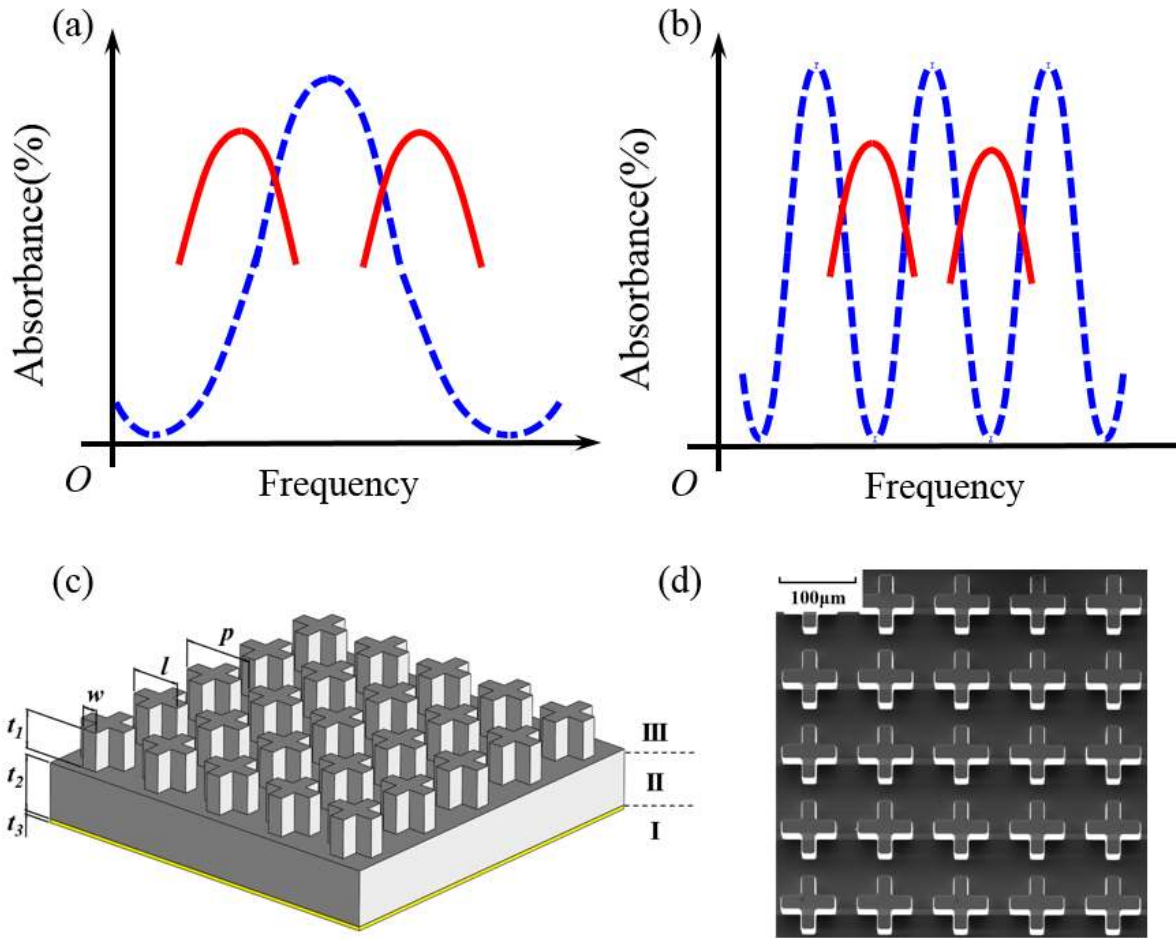 (a)
Absorbance(%)
O
Frequency
(b)
Absorbance(%)
O
Frequency
(c)
p
l
w
t1
t2
t3
III
II
I
(d)
100μm